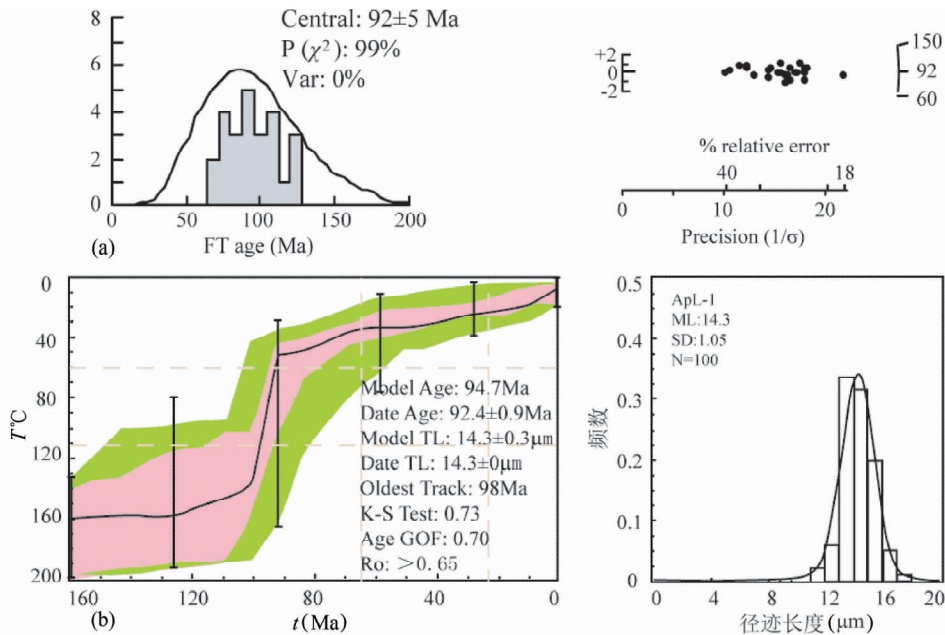 8
6
4
2
0
Central: 92±5 Ma
P (χ²): 99%
Var: 0%
0 50 100 150 200
FT age (Ma)
(a)
+2
0
-2
150
92
60
% relative error
40 18
0 10 20
Precision (1/σ)
0
40
80
120
160
200
T℃
Model Age: 94.7Ma
Date Age: 92.4±0.9Ma
Model TL: 14.3±0.3μm
Date TL: 14.3±0μm
Oldest Track: 98Ma
K-S Test: 0.73
Age GOF: 0.70
Ro: >0.65
160 120 80 40 0
t (Ma)
(b)
0.5
0.4
0.3
0.2
0.1
0
频数
ApL-1
ML:14.3
SD:1.05
N=100
0 4 8 12 16 20
径迹长度(μm)